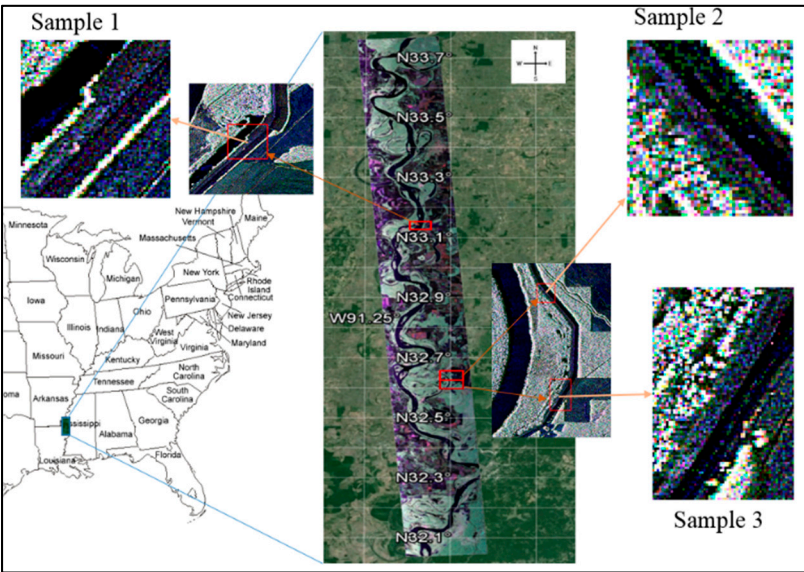 Sample 1
Sample 2
N
W E
S
N33.7°
N33.5°
N33.3°
N33.1
N32.9
W91.25
N32.7°
N32.5°
N32.3°
N32.1°
New Hampshire
Vermont
Maine
Minnesota
Massachusetts
Wisconsin
Michigan
New York
Rhode
Island
Connecticut
Iowa
Pennsylvania
New Jersey
Ohio
Illinois
Indiana
Delaware
Maryland
West
Virginia
Virginia
Missouri
Kentucky
North
Carolina
Tennessee
oma
Arkansas
South
Carolina
ississippi
Alabama
Georgia
Louisiana
Florida
Sample 3